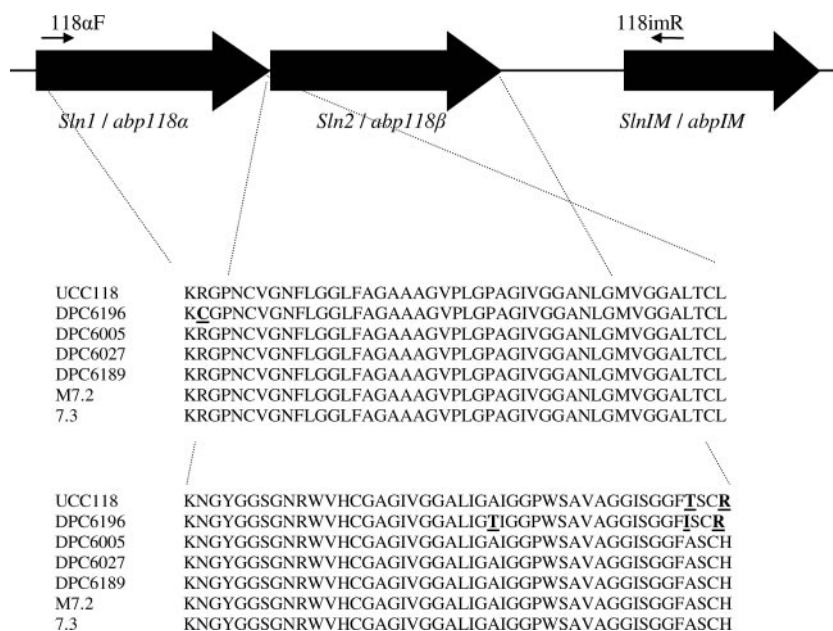 118αF 118imR
Sln1 / abp118α Sln2 / abp118β SlnIM / abpIM
UCC118 KRGPNCVGNFLGGLFAGAAAGVPLGPAGIVGGANLGMVGGALTCL
DPC6196 KCGPNCVGNFLGGLFAGAAAGVPLGPAGIVGGANLGMVGGALTCL
DPC6005 KRGPNCVGNFLGGLFAGAAAGVPLGPAGIVGGANLGMVGGALTCL
DPC6027 KRGPNCVGNFLGGLFAGAAAGVPLGPAGIVGGANLGMVGGALTCL
DPC6189 KRGPNCVGNFLGGLFAGAAAGVPLGPAGIVGGANLGMVGGALTCL
M7.2 KRGPNCVGNFLGGLFAGAAAGVPLGPAGIVGGANLGMVGGALTCL
7.3 KRGPNCVGNFLGGLFAGAAAGVPLGPAGIVGGANLGMVGGALTCL
UCC118 KNGYGGSGNRWVHCGAGIVGGALIGAIGGPWSAVAGGISGGFTSCR
DPC6196 KNGYGGSGNRWVHCGAGIVGGALIGTIGGPWSAVAGGISGGFISCR
DPC6005 KNGYGGSGNRWVHCGAGIVGGALIGAIGGPWSAVAGGISGGFASCH
DPC6027 KNGYGGSGNRWVHCGAGIVGGALIGAIGGPWSAVAGGISGGFASCH
DPC6189 KNGYGGSGNRWVHCGAGIVGGALIGAIGGPWSAVAGGISGGFASCH
M7.2 KNGYGGSGNRWVHCGAGIVGGALIGAIGGPWSAVAGGISGGFASCH
7.3 KNGYGGSGNRWVHCGAGIVGGALIGAIGGPWSAVAGGISGGFASCH